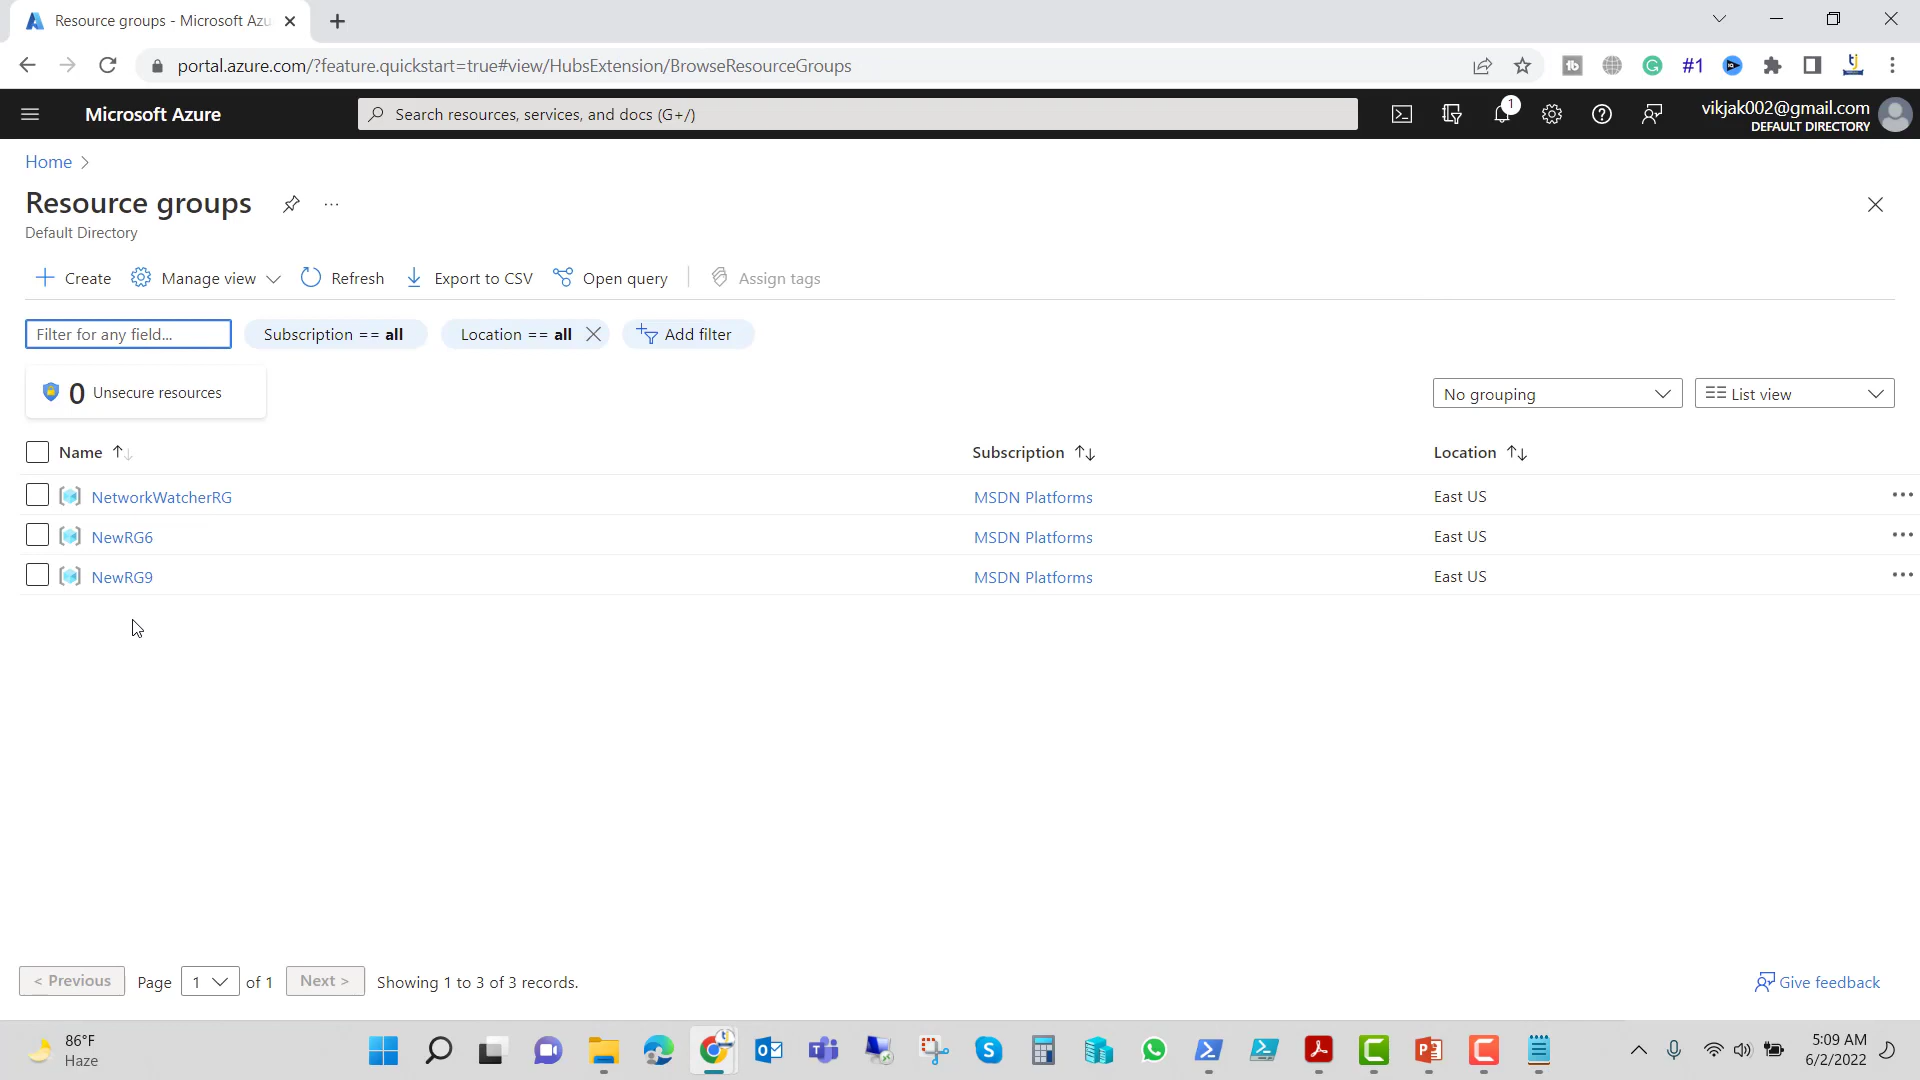 Resource groups - Microsoft Azu
portal.azure.com/?feature.quickstart=true#view/HubsExtension/BrowseResourceGroups
#1
Microsoft Azure
Search resources, services, and docs (G+/)
1
vikjak002@gmail.com
DEFAULT DIRECTORY
Home
Resource groups
Default Directory
Create Manage view Refresh Export to CSV Open query Assign tags
Filter for any field... Subscription == all Location == all Add filter
0 Unsecure resources
No grouping List view
Name Subscription Location
NetworkWatcherRG MSDN Platforms East US
NewRG6 MSDN Platforms East US
NewRG9 MSDN Platforms East US
< Previous Page 1 of 1 Next > Showing 1 to 3 of 3 records. Give feedback
86°F
Haze
5:09 AM
6/2/2022